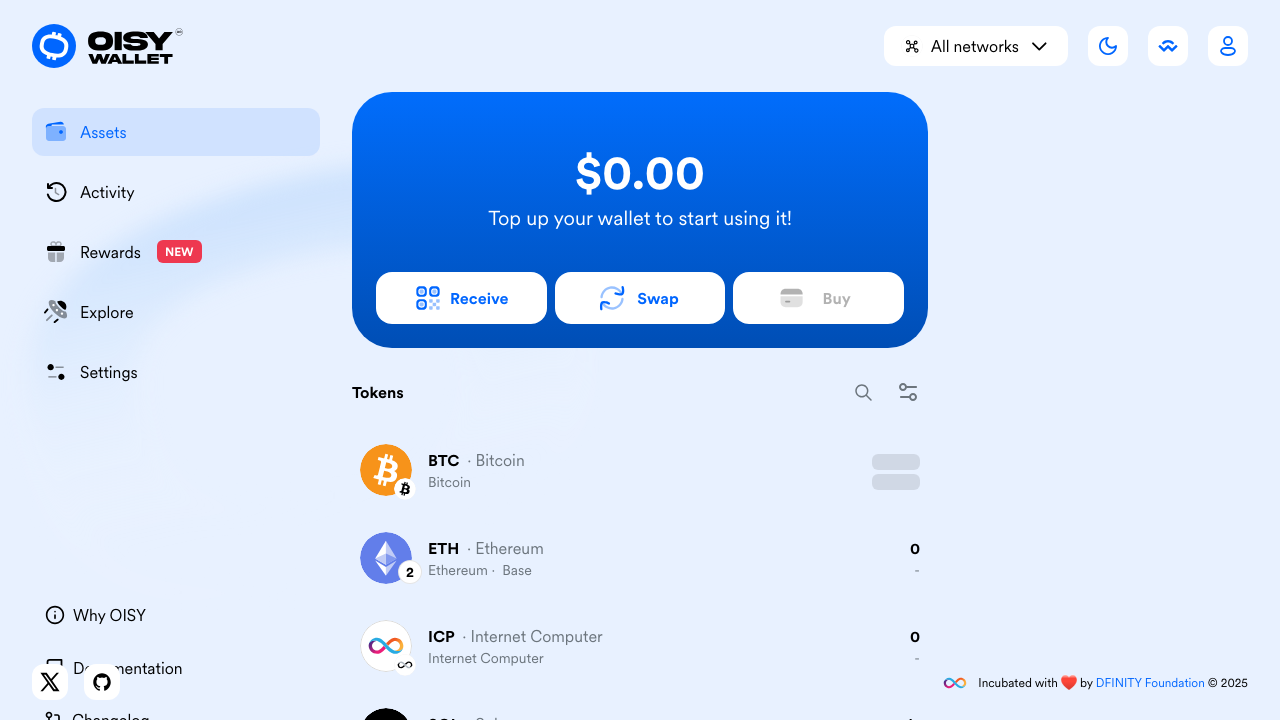 OISY
WALLET
All networks
Assets
Activity
Rewards NEW
Explore
Settings
$0.00
Top up your wallet to start using it!
Receive
Swap
Buy
Tokens
BTC · Bitcoin
Bitcoin
ETH · Ethereum
Ethereum · Base
2
0
-
ICP · Internet Computer
Internet Computer
0
-
Why OISY
Incubated with ❤️ by DFINITY Foundation © 2025
Changelog